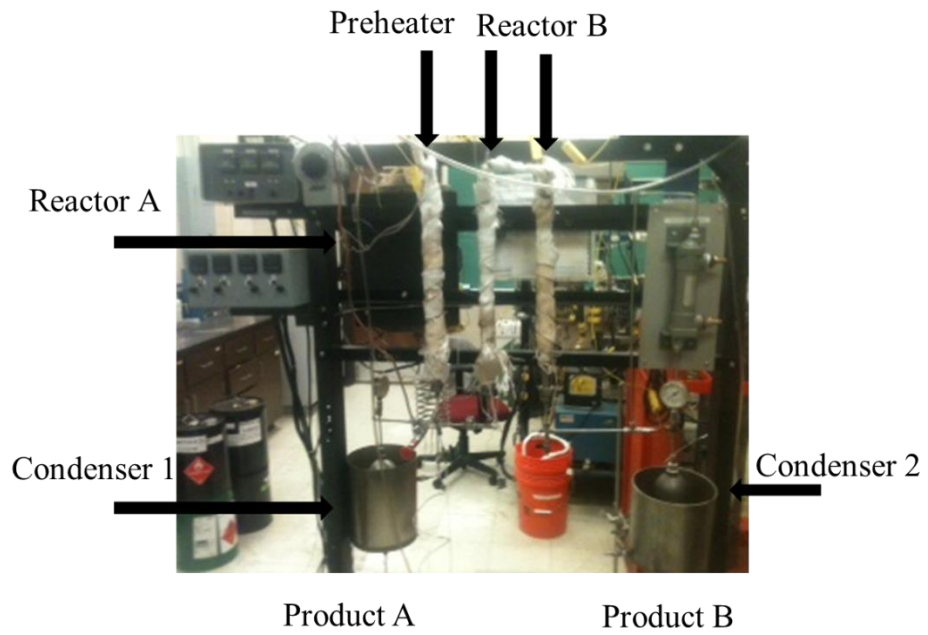 Preheater
Reactor B
Reactor A
Condenser 1
Condenser 2
Product A
Product B